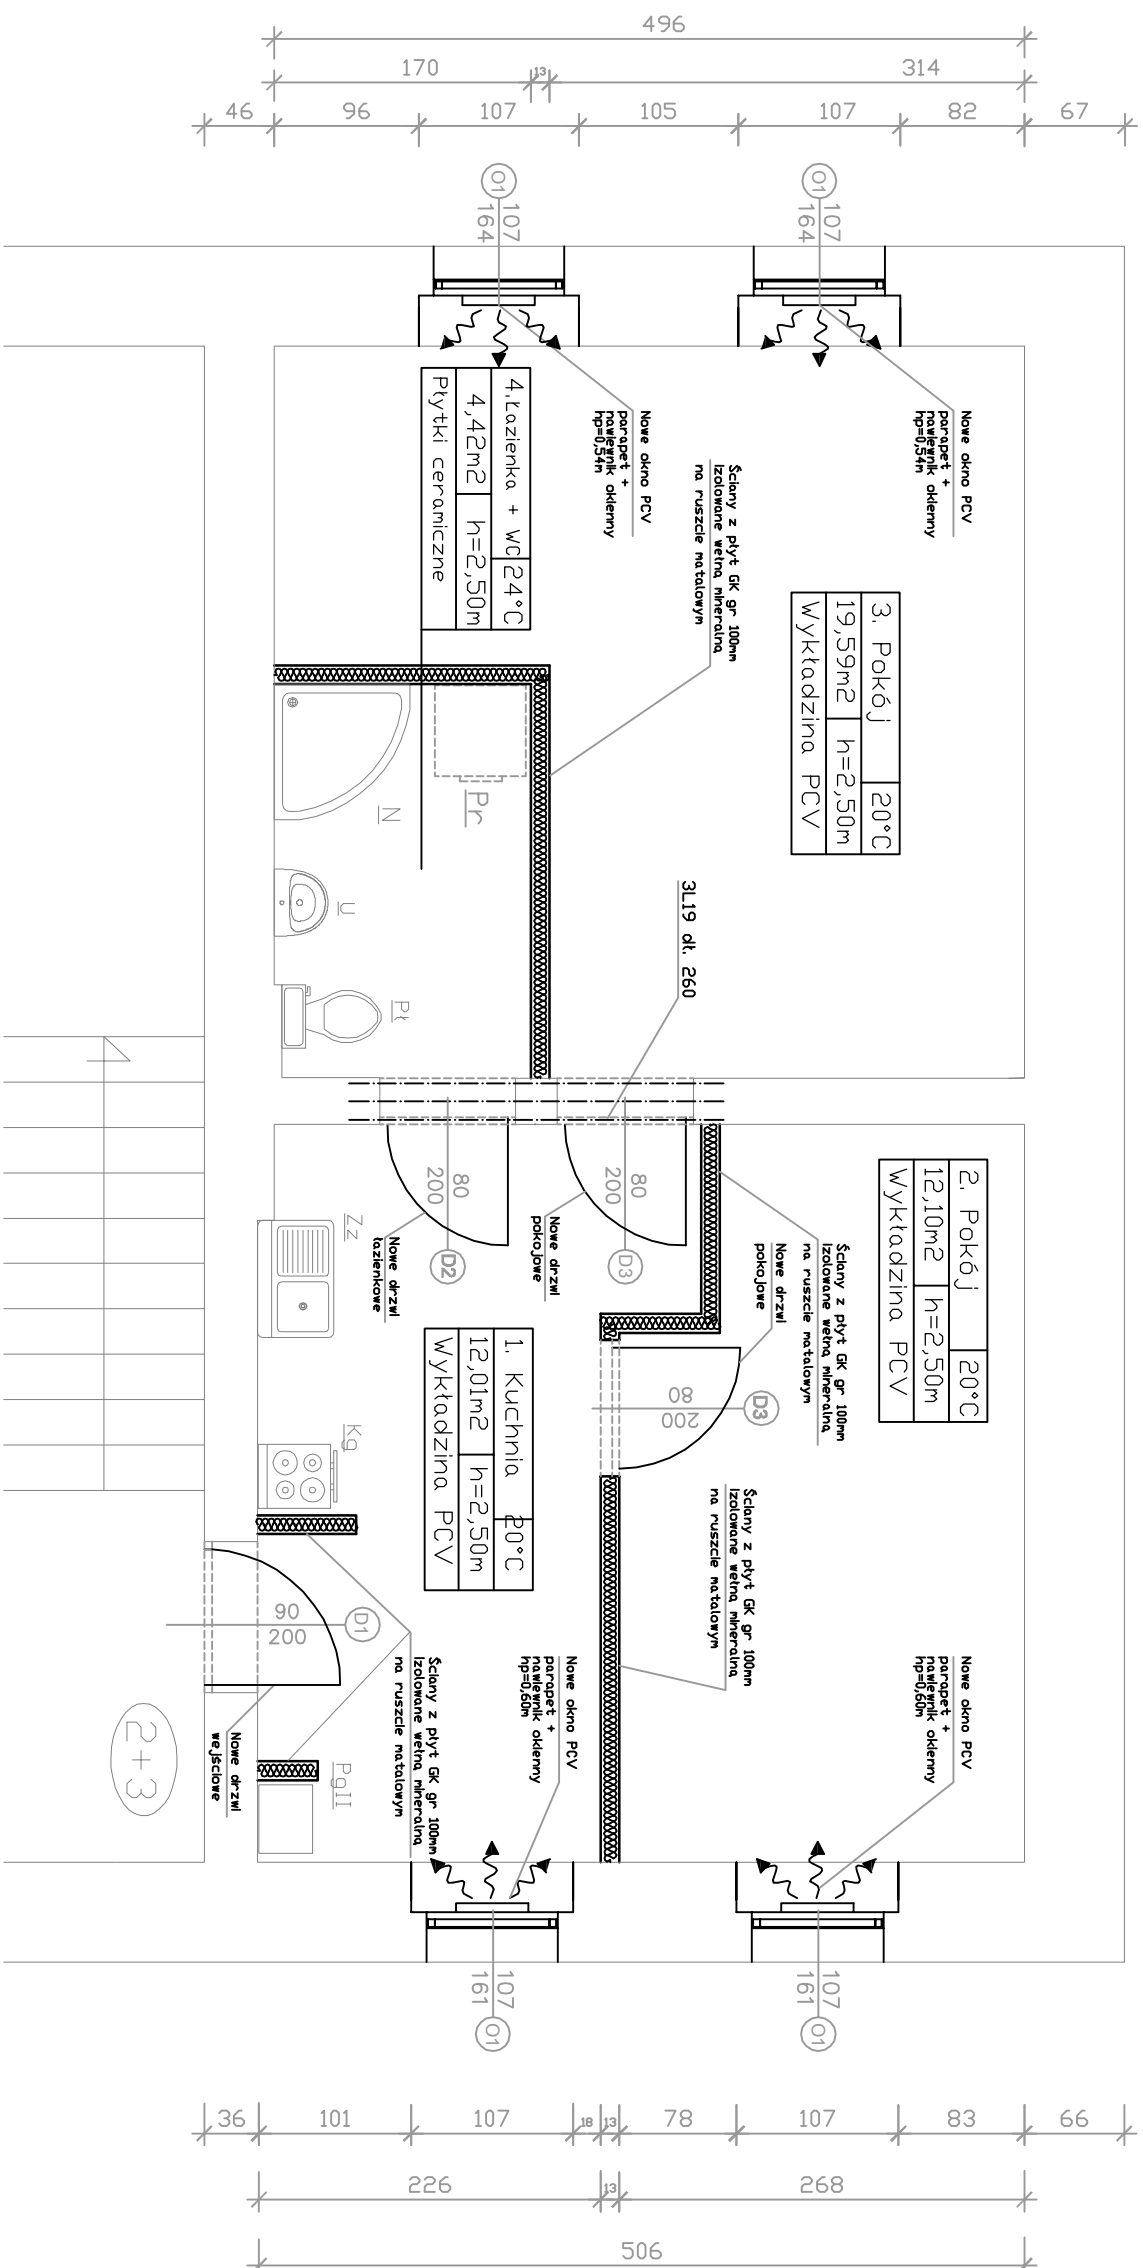 496
170
13
314
46
96
107
105
107
82
67
O1
107
164
O1
107
164
Nowe okno PCV
parapet +
nawiewnik okienny
hp=0,54m
Nowe okno PCV
parapet +
nawiewnik okienny
hp=0,54m
4.Łazienka + WC
24°C
4,42m2
h=2,50m
Płytki ceramiczne
Ściany z płyt GK gr 100mm
izolowane wełną mineralną
na ruszcie matalowym
3. Pokój
20°C
19,59m2
h=2,50m
Wykładzina PCV
Pr
N
U
Pł
3L19 dł. 260
80
200
D2
80
200
D3
Nowe drzwi
łazienkowe
Nowe drzwi
pokojowe
Nowe drzwi
pokojowe
Ściany z płyt GK gr 100mm
izolowane wełną mineralną
na ruszcie matalowym
2. Pokój
20°C
12,10m2
h=2,50m
Wykładzina PCV
Zz
Kg
1. Kuchnia
20°C
12,01m2
h=2,50m
Wykładzina PCV
80
200
D3
Ściany z płyt GK gr 100mm
izolowane wełną mineralną
na ruszcie matalowym
90
200
D1
Ściany z płyt GK gr 100mm
izolowane wełną mineralną
na ruszcie matalowym
Nowe okno PCV
parapet +
nawiewnik okienny
hp=0,60m
Nowe okno PCV
parapet +
nawiewnik okienny
hp=0,60m
2+3
Nowe drzwi
wejściowe
PgII
107
161
O1
107
161
O1
36
101
107
18
13
78
107
83
66
226
13
268
506